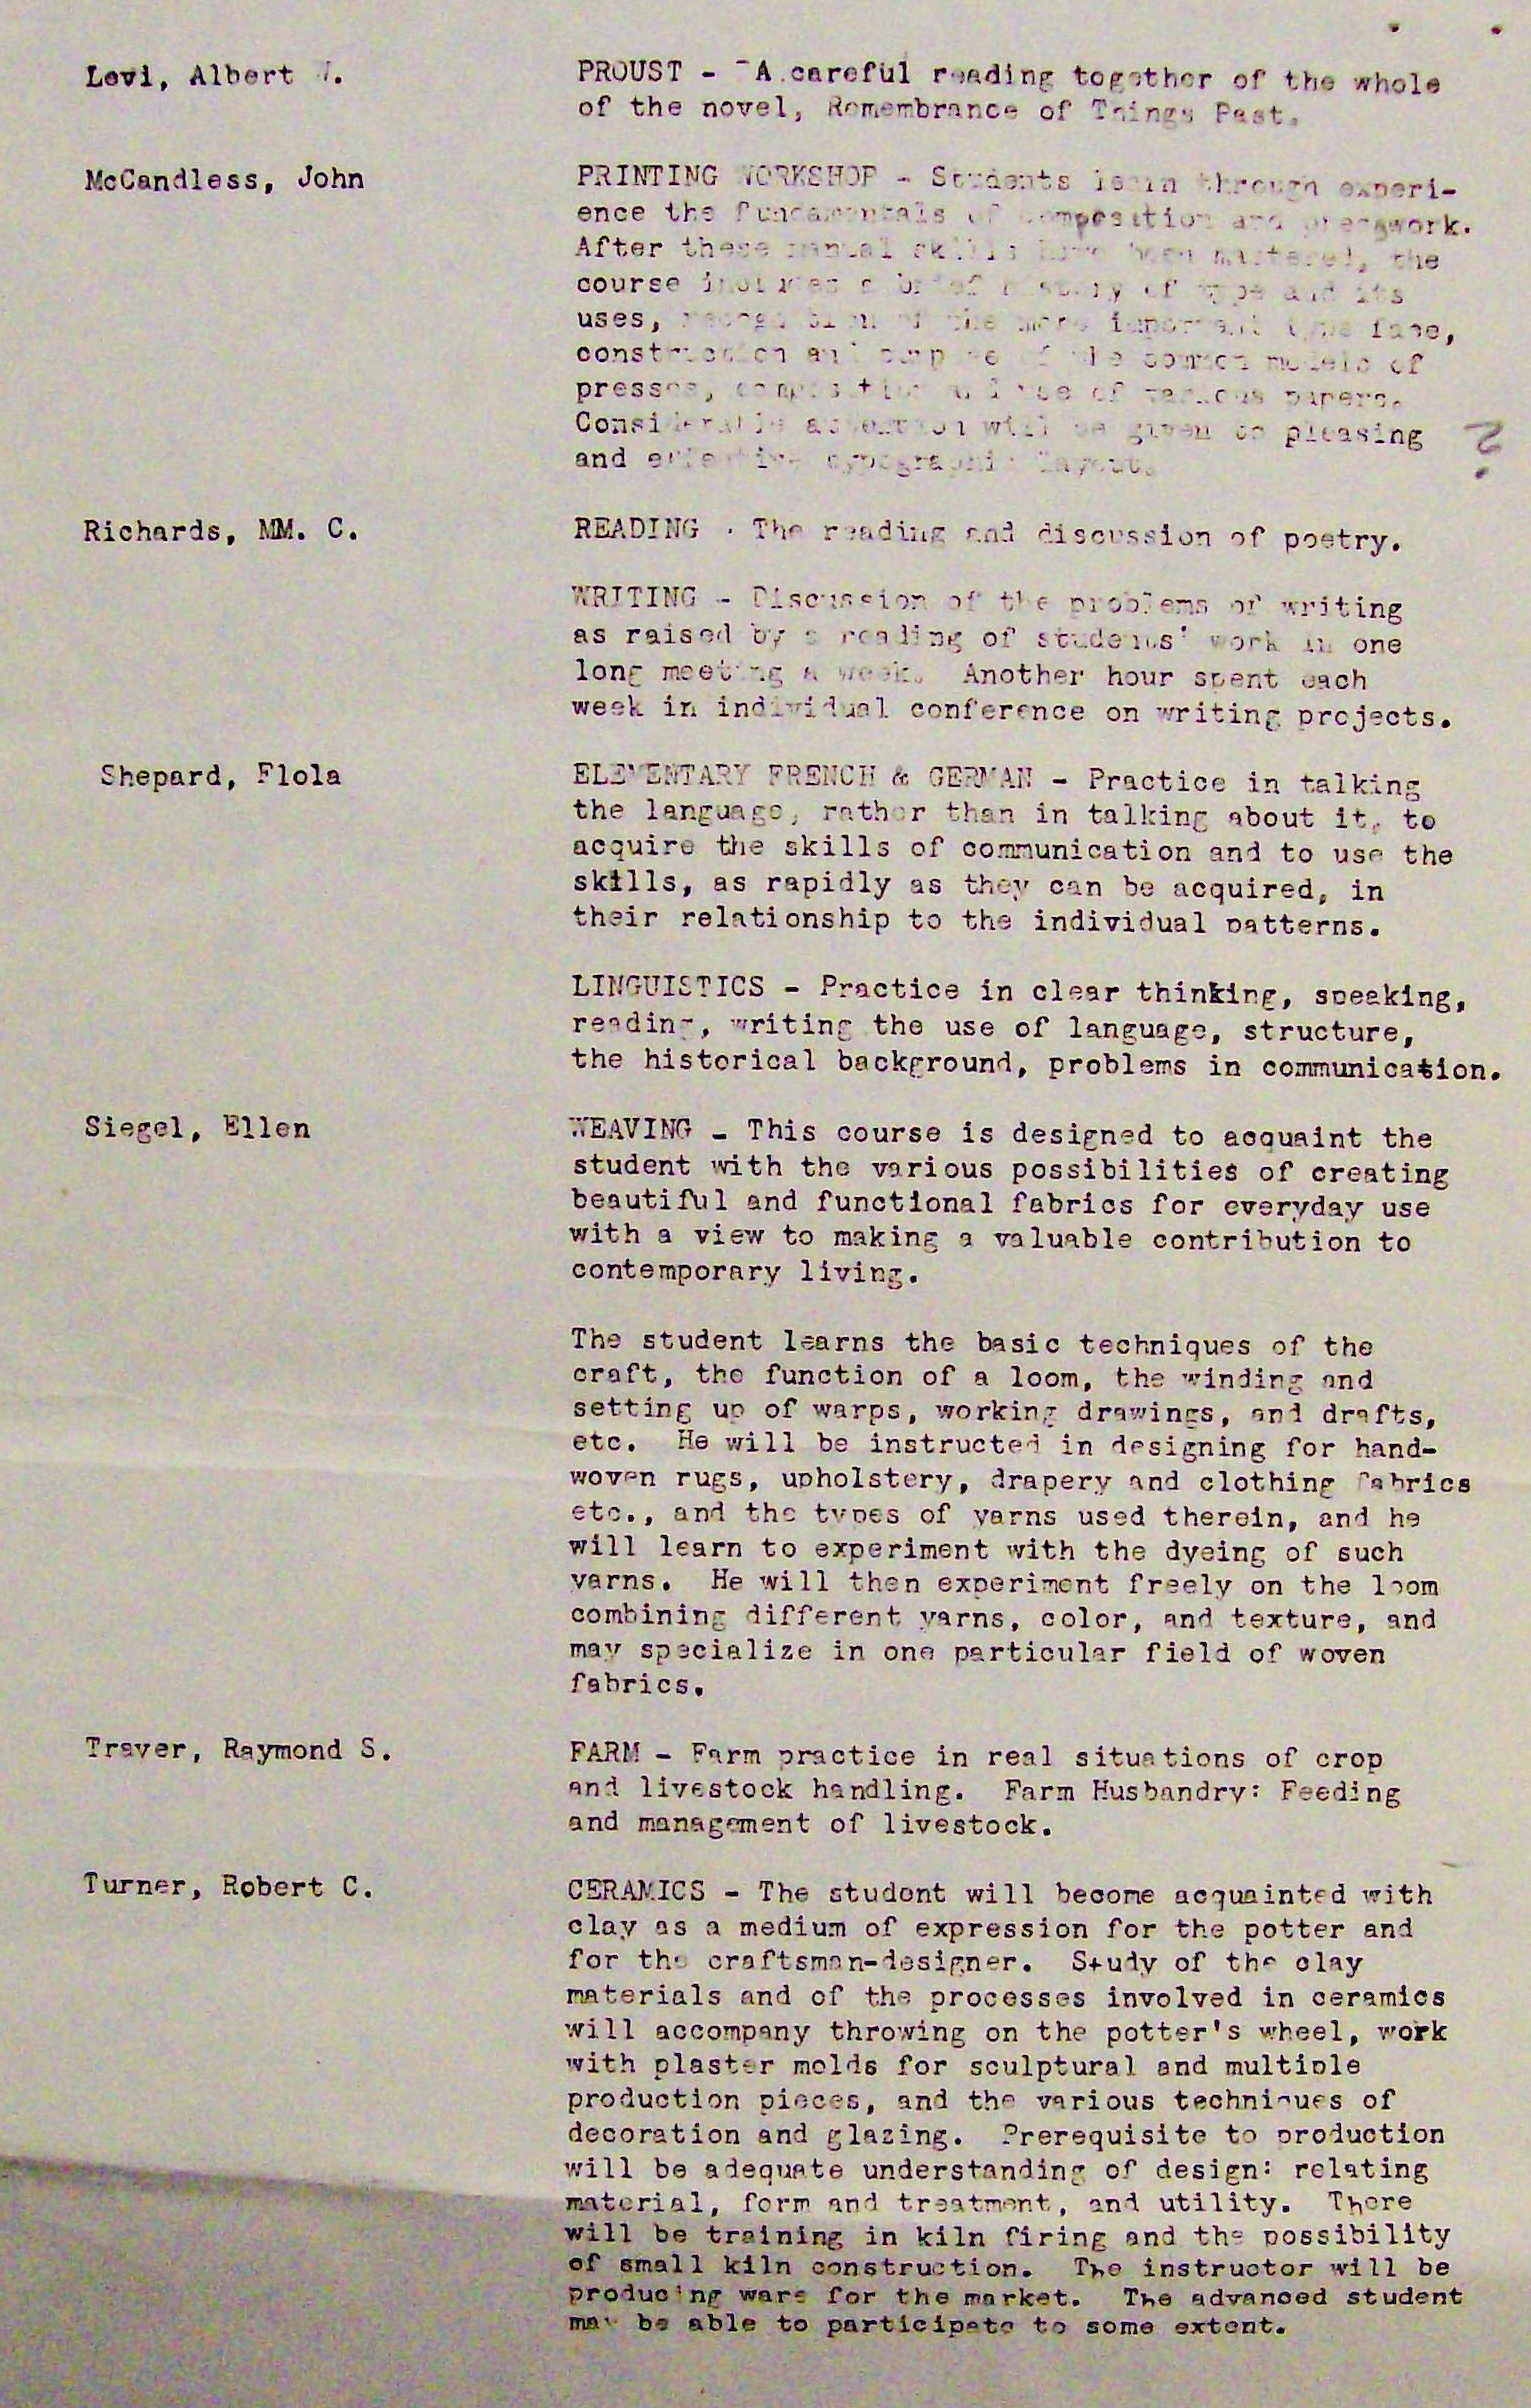 Levi, Albert W.
PROUST - A careful reading together of the whole
of the novel, Remembrance of Things Past.
McCandless, John
PRINTING WORKSHOP - Students learn through experi-
ence the fundamentals of composition and presswork.
After these manual skills have been mastered, the
course includes a brief history of type and its
uses, recognition of the more important type face,
construction and purpose of the common models of
presses, composition and use of various papers.
Considerable attention will be given to pleasing
and effective typographic layout.
?
Richards, MM. C.
READING - The reading and discussion of poetry.
WRITING - Discussion of the problems of writing
as raised by a reading of students' work in one
long meeting a week. Another hour spent each
week in individual conference on writing projects.
Shepard, Flola
ELEMENTARY FRENCH & GERMAN - Practice in talking
the language, rather than in talking about it, to
acquire the skills of communication and to use the
skills, as rapidly as they can be acquired, in
their relationship to the individual patterns.
LINGUISTICS - Practice in clear thinking, speaking,
reading, writing the use of language, structure,
the historical background, problems in communication.
Siegel, Ellen
WEAVING - This course is designed to acquaint the
student with the various possibilities of creating
beautiful and functional fabrics for everyday use
with a view to making a valuable contribution to
contemporary living.
The student learns the basic techniques of the
craft, the function of a loom, the winding and
setting up of warps, working drawings, and drafts,
etc. He will be instructed in designing for hand-
woven rugs, upholstery, drapery and clothing fabrics
etc., and the types of yarns used therein, and he
will learn to experiment with the dyeing of such
yarns. He will then experiment freely on the loom
combining different yarns, color, and texture, and
may specialize in one particular field of woven
fabrics.
Traver, Raymond S.
FARM - Farm practice in real situations of crop
and livestock handling. Farm Husbandry: Feeding
and management of livestock.
Turner, Robert C.
CERAMICS - The student will become acquainted with
clay as a medium of expression for the potter and
for the craftsman-designer. Study of the clay
materials and of the processes involved in ceramics
will accompany throwing on the potter's wheel, work
with plaster molds for sculptural and multiple
production pieces, and the various techniques of
decoration and glazing. Prerequisite to production
will be adequate understanding of design: relating
material, form and treatment, and utility. There
will be training in kiln firing and the possibility
of small kiln construction. The instructor will be
producing ware for the market. The advanced student
may be able to participate to some extent.